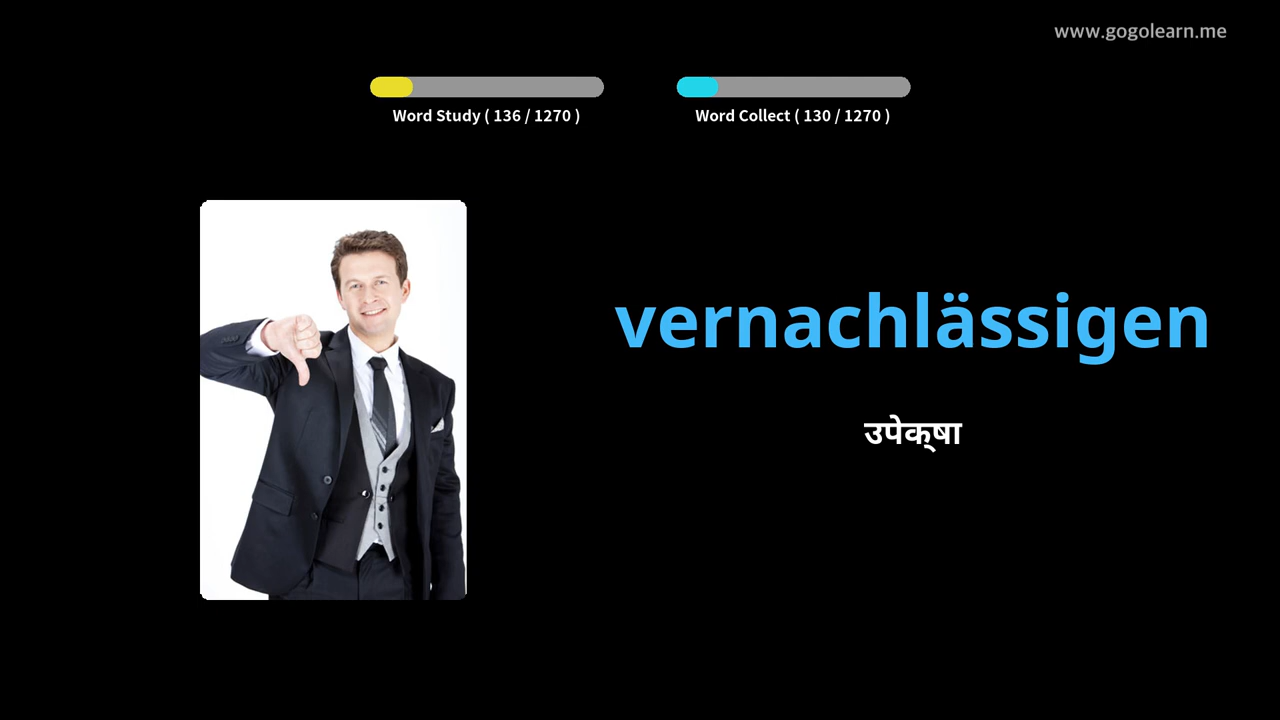 www.gogolearn.me
Word Study ( 136 / 1270 )
Word Collect ( 130 / 1270 )
vernachlässigen
उपेक्षा